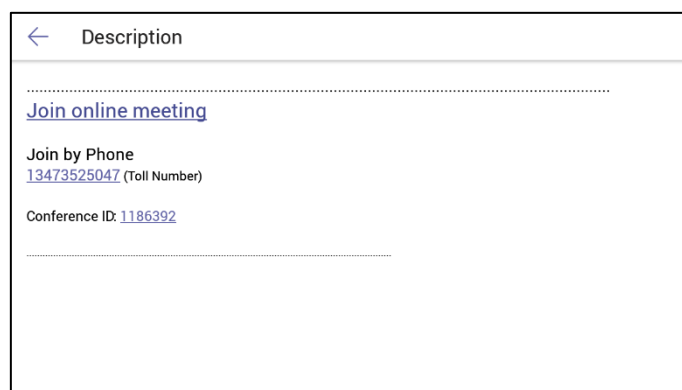 Description
Join online meeting
Join by Phone
13473525047 (Toll Number)
Conference ID: 1186392